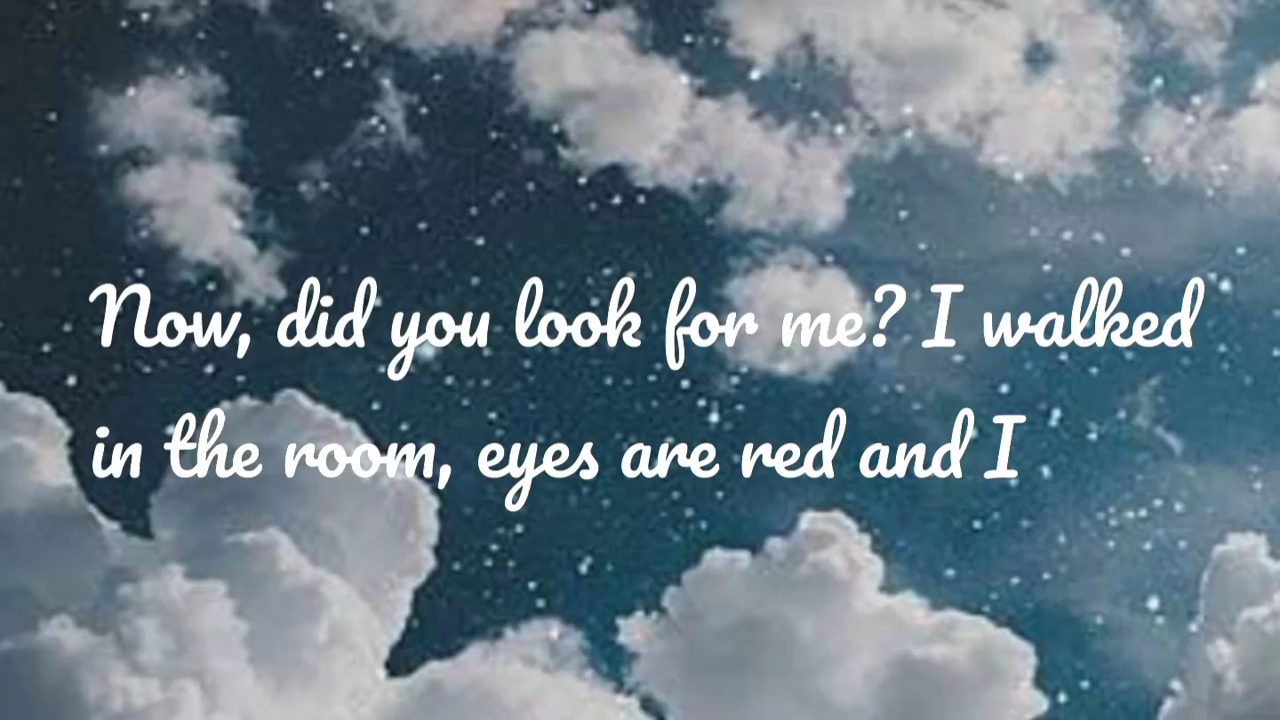 Now, did you look for me? I walked
in the room, eyes are red and I